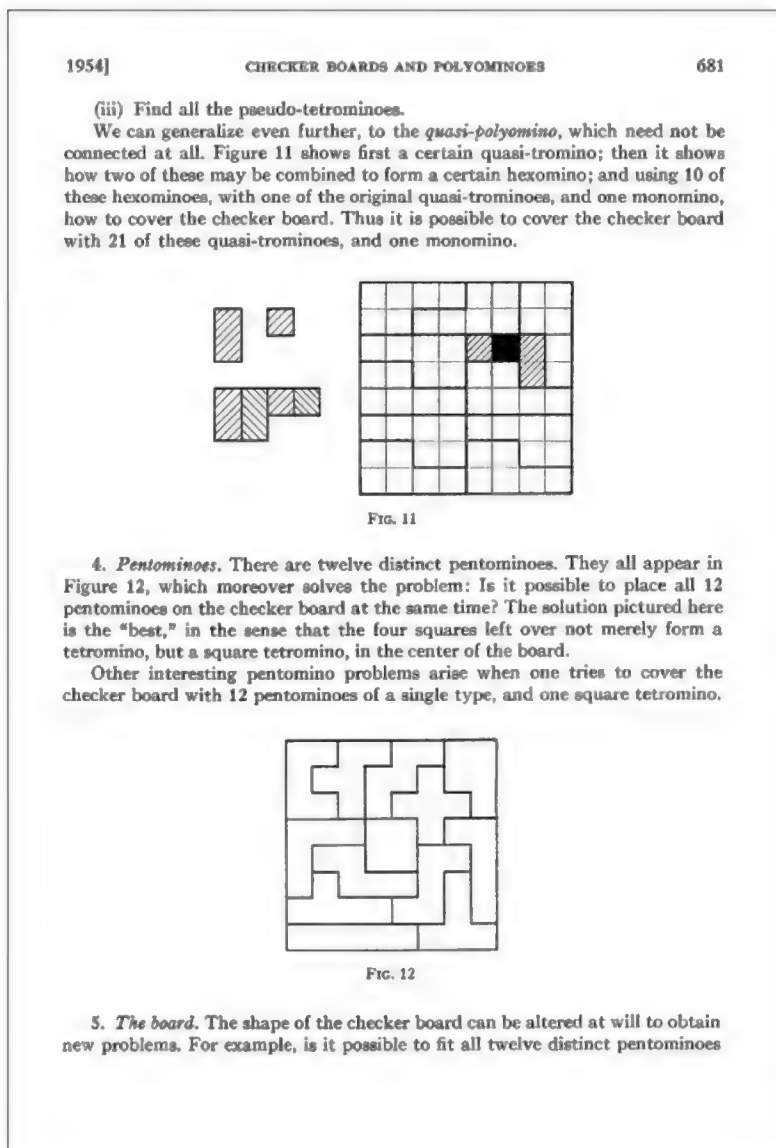 1954] CHECKER BOARDS AND POLYOMINOES 681
(iii) Find all the pseudo-tetrominoes.
We can generalize even further, to the quasi-polyomino, which need not be
connected at all. Figure 11 shows first a certain quasi-tromino; then it shows
how two of these may be combined to form a certain hexomino; and using 10 of
these hexominoes, with one of the original quasi-trominoes, and one monomino,
how to cover the checker board. Thus it is possible to cover the checker board
with 21 of these quasi-trominoes, and one monomino.
FIG. 11
4. Pentominoes. There are twelve distinct pentominoes. They all appear in
Figure 12, which moreover solves the problem: Is it possible to place all 12
pentominoes on the checker board at the same time? The solution pictured here
is the “best,” in the sense that the four squares left over not merely form a
tetromino, but a square tetromino, in the center of the board.
Other interesting pentomino problems arise when one tries to cover the
checker board with 12 pentominoes of a single type, and one square tetromino.
FIG. 12
5. The board. The shape of the checker board can be altered at will to obtain
new problems. For example, is it possible to fit all twelve distinct pentominoes